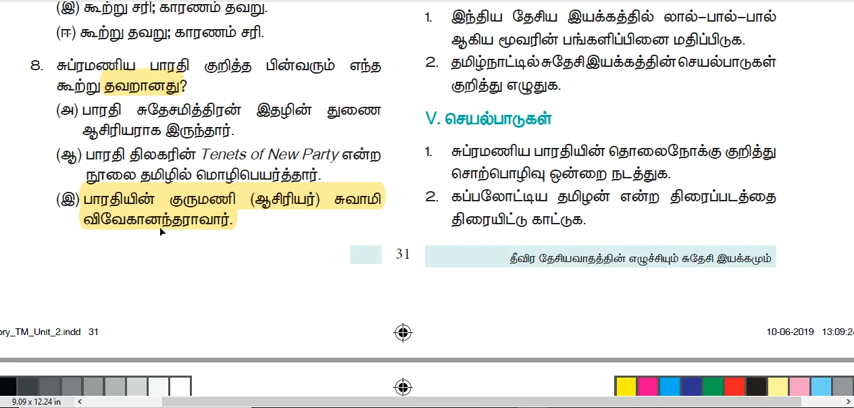 (இ) கூற்று சரி; காரணம் தவறு.
(ஈ) கூற்று தவறு; காரணம் சரி.
8. சுப்ரமணிய பாரதி குறித்த பின்வரும் எந்த
கூற்று தவறானது?
(அ) பாரதி சுதேசமித்திரன் இதழின் துணை
ஆசிரியராக இருந்தார்.
(ஆ) பாரதி திலகரின் Tenets of New Party என்ற
நூலை தமிழில் மொழிபெயர்த்தார்.
(இ) பாரதியின் குருமணி (ஆசிரியர்) சுவாமி
விவேகானந்தராவார்.
1. இந்திய தேசிய இயக்கத்தில் லால்–பால்–பால்
ஆகிய மூவரின் பங்களிப்பினை மதிப்பிடுக.
2. தமிழ்நாட்டில் சுதேசி இயக்கத்தின் செயல்பாடுகள்
குறித்து எழுதுக.
V. செயல்பாடுகள்
1. சுப்ரமணிய பாரதியின் தொலைநோக்கு குறித்து
சொற்பொழிவு ஒன்றை நடத்துக.
2. கப்பலோட்டிய தமிழன் என்ற திரைப்படத்தை
திரையிட்டு காட்டுக.
31 தீவிர தேசியவாதத்தின் எழுச்சியும் சுதேசி இயக்கமும்
ory_TM_Unit_2.indd 31
10-06-2019 13:09:2
9.09 x 12.24 in